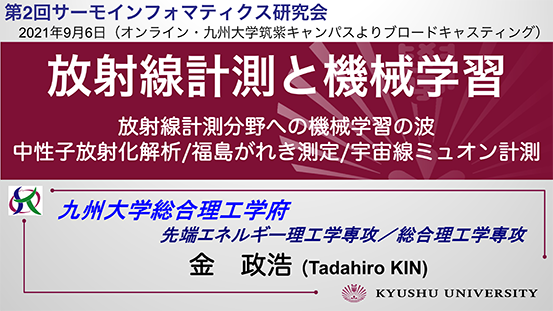 第2回サーモインフォマティクス研究会
2021年9月6日（オンライン・九州大学筑紫キャンパスよりブロードキャスティング）
放射線計測と機械学習
放射線計測分野への機械学習の波
中性子放射化解析/福島がれき測定/宇宙線ミュオン計測
九州大学総合理工学府
先端エネルギー理工学専攻／総合理工学専攻
金　政浩 (Tadahiro KIN)
KYUSHU UNIVERSITY